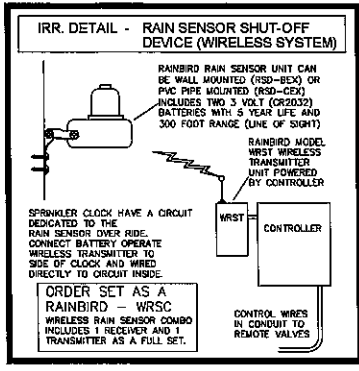 IRR. DETAIL - RAIN SENSOR SHUT-OFF
DEVICE (WIRELESS SYSTEM)
RAINBIRD RAIN SENSOR UNIT CAN
BE WALL MOUNTED (RSD-BEX) OR
PVC PIPE MOUNTED (RSD-CEX)
INCLUDES TWO 3 VOLT (CR2032)
BATTERIES WITH 5 YEAR LIFE AND
300 FOOT RANGE (LINE OF SIGHT)
RAINBIRD MODEL
WRST WIRELESS
TRANSMITTER
UNIT POWERED
BY CONTROLLER
SPRINKLER CLOCK HAVE A CIRCUIT
DEDICATED TO THE
RAIN SENSOR OVER RIDE.
CONNECT BATTERY OPERATE
WIRELESS TRANSMITTER TO
SIDE OF CLOCK AND WIRED
DIRECTLY TO CIRCUIT INSIDE.
WRST
CONTROLLER
ORDER SET AS A
RAINBIRD - WRSC
WIRELESS RAIN SENSOR COMBO
INCLUDES 1 RECEIVER AND 1
TRANSMITTER AS A FULL SET.
CONTROL WIRES
IN CONDUIT TO
REMOTE VALVES